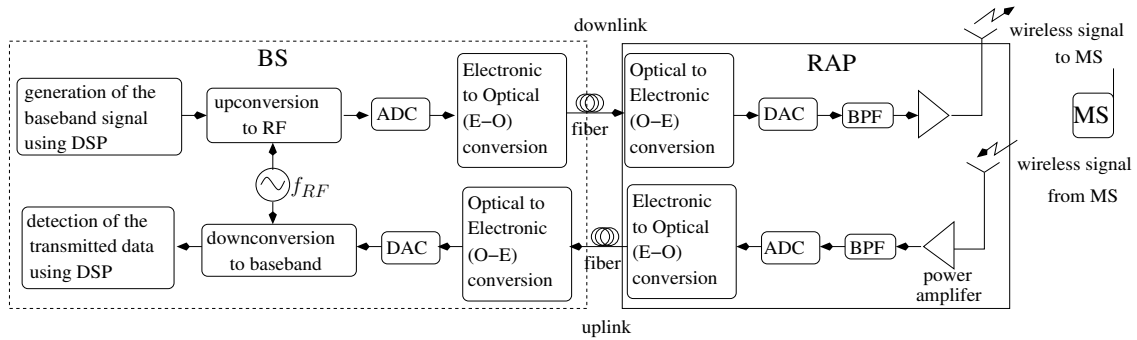 downlink
BS
generation of the
baseband signal
using DSP
upconversion
to RF
ADC
Electronic
to Optical
(E−O)
conversion
fiber
f_{RF}
detection of the
transmitted data
using DSP
downconversion
to baseband
DAC
Optical to
Electronic
(O−E)
conversion
fiber
uplink
RAP
Optical to
Electronic
(O−E)
conversion
DAC
BPF
Electronic
to Optical
(E−O)
conversion
ADC
BPF
power
amplifer
wireless signal
to MS
MS
wireless signal
from MS